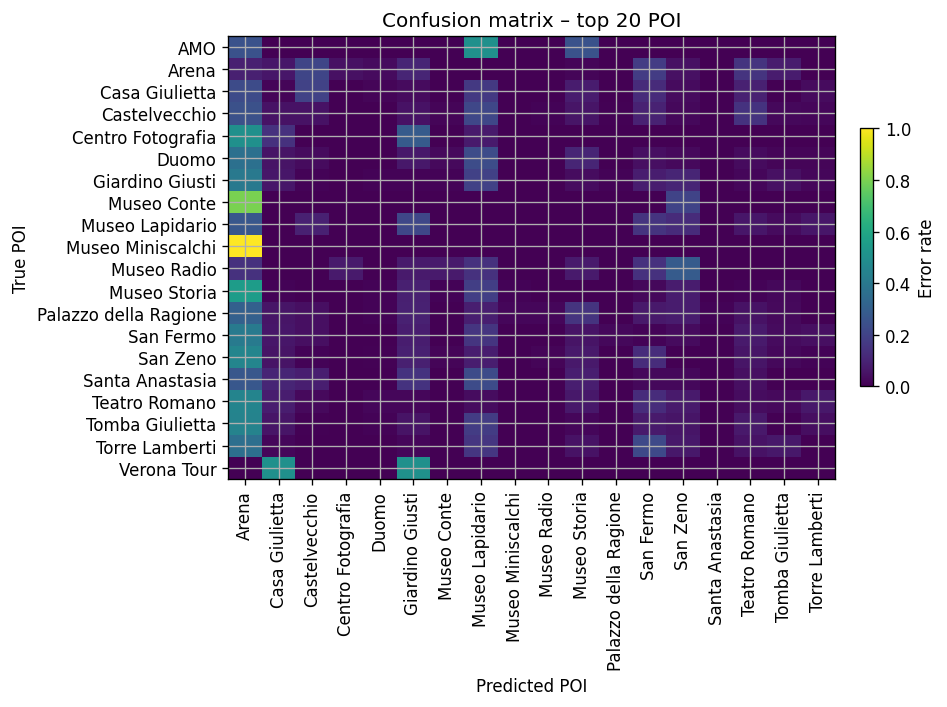 Confusion matrix – top 20 POI
True POI
AMO
Arena
Casa Giulietta
Castelvecchio
Centro Fotografia
Duomo
Giardino Giusti
Museo Conte
Museo Lapidario
Museo Miniscalchi
Museo Radio
Museo Storia
Palazzo della Ragione
San Fermo
San Zeno
Santa Anastasia
Teatro Romano
Tomba Giulietta
Torre Lamberti
Verona Tour
Arena
Casa Giulietta
Castelvecchio
Centro Fotografia
Duomo
Giardino Giusti
Museo Conte
Museo Lapidario
Museo Miniscalchi
Museo Radio
Museo Storia
Palazzo della Ragione
San Fermo
San Zeno
Santa Anastasia
Teatro Romano
Tomba Giulietta
Torre Lamberti
Predicted POI
1.0
0.8
0.6
0.4
0.2
0.0
Error rate